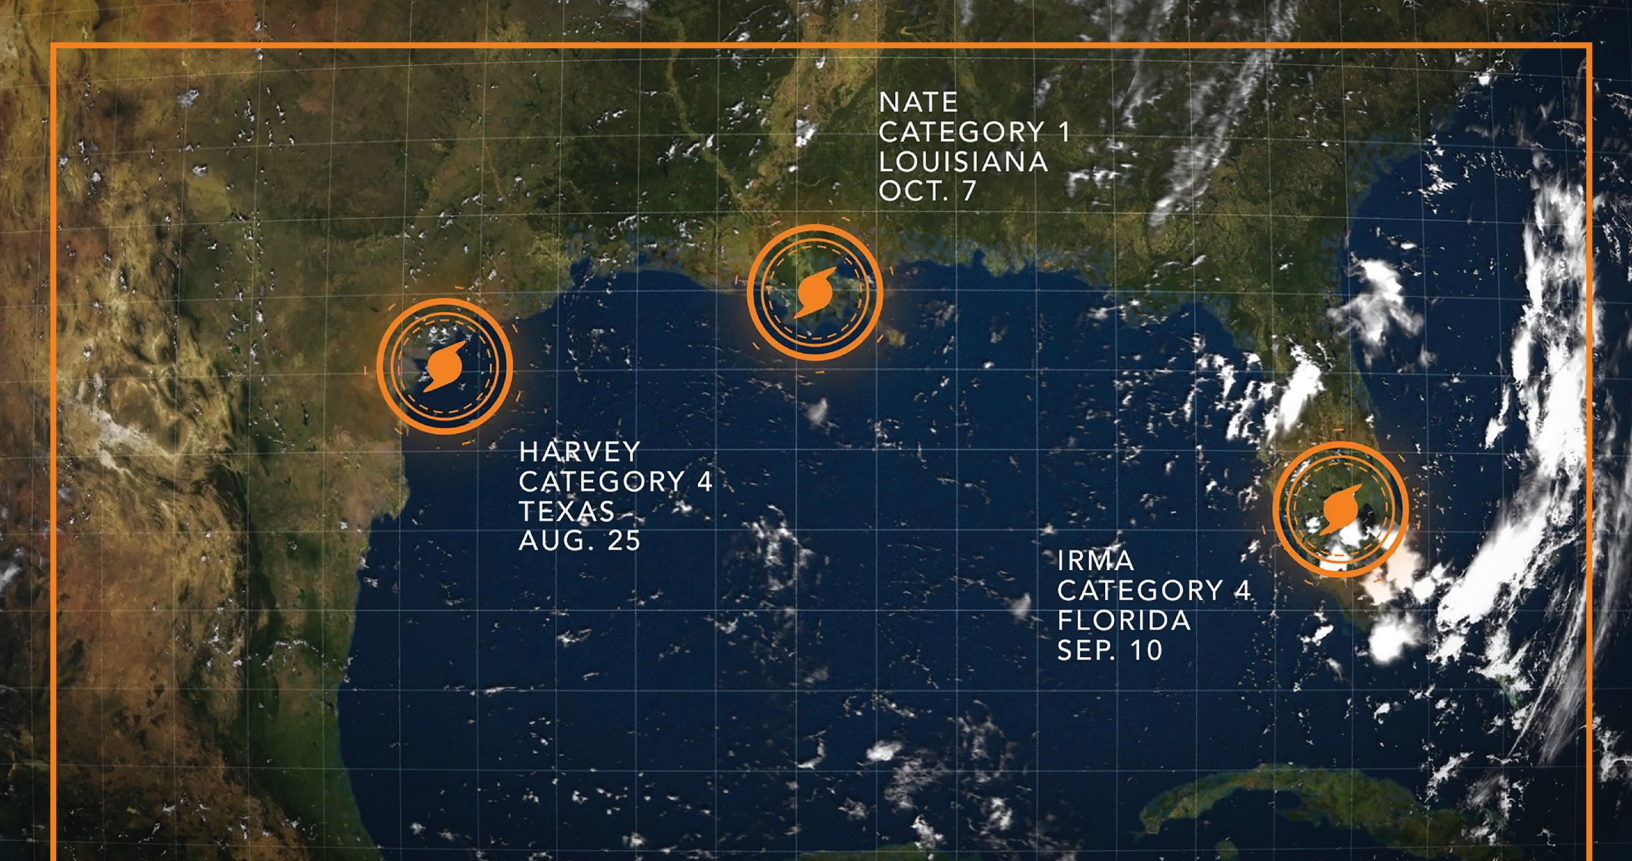 NATE
CATEGORY 1
LOUISIANA
OCT. 7
HARVEY
CATEGORY 4
TEXAS
AUG. 25
IRMA
CATEGORY 4
FLORIDA
SEP. 10